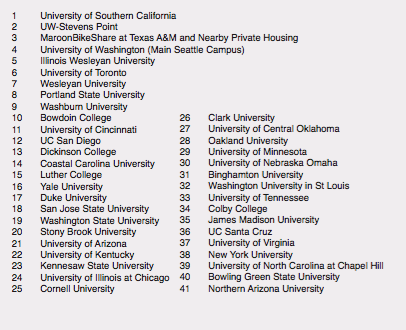 1 University of Southern California
2 UW-Stevens Point
3 MaroonBikeShare at Texas A&M and Nearby Private Housing
4 University of Washington (Main Seattle Campus)
5 Illinois Wesleyan University
6 University of Toronto
7 Wesleyan University
8 Portland State University
9 Washburn University
10 Bowdoin College
11 University of Cincinnati
12 UC San Diego
13 Dickinson College
14 Coastal Carolina University
15 Luther College
16 Yale University
17 Duke University
18 San Jose State University
19 Washington State University
20 Stony Brook University
21 University of Arizona
22 University of Kentucky
23 Kennesaw State University
24 University of Illinois at Chicago
25 Cornell University
26 Clark University
27 University of Central Oklahoma
28 Oakland University
29 University of Minnesota
30 University of Nebraska Omaha
31 Binghamton University
32 Washington University in St Louis
33 University of Tennessee
34 Colby College
35 James Madison University
36 UC Santa Cruz
37 University of Virginia
38 New York University
39 University of North Carolina at Chapel Hill
40 Bowling Green State University
41 Northern Arizona University